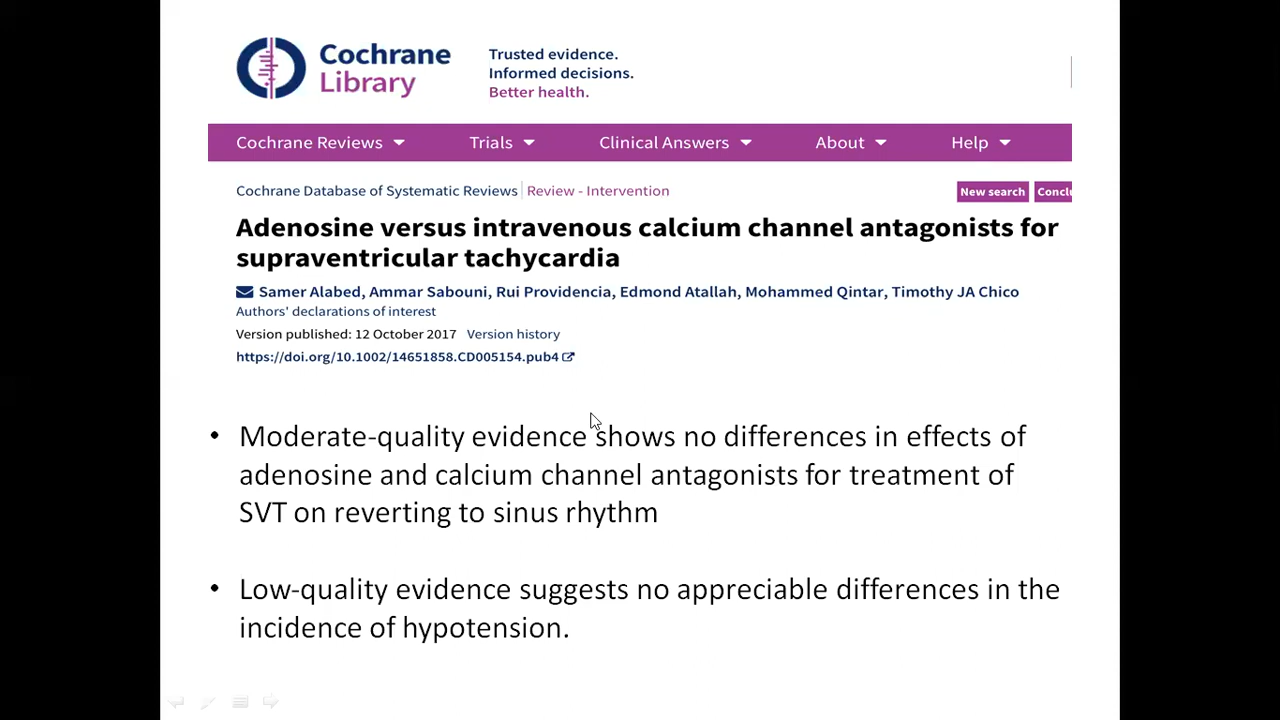 Cochrane
Library
Trusted evidence.
Informed decisions.
Better health.
Cochrane Reviews Trials Clinical Answers About Help
Cochrane Database of Systematic Reviews Review - Intervention New search Conclu
Adenosine versus intravenous calcium channel antagonists for
supraventricular tachycardia
Samer Alabed, Ammar Sabouni, Rui Providencia, Edmond Atallah, Mohammed Qintar, Timothy JA Chico
Authors' declarations of interest
Version published: 12 October 2017 Version history
https://doi.org/10.1002/14651858.CD005154.pub4
• Moderate-quality evidence shows no differences in effects of
adenosine and calcium channel antagonists for treatment of
SVT on reverting to sinus rhythm
• Low-quality evidence suggests no appreciable differences in the
incidence of hypotension.